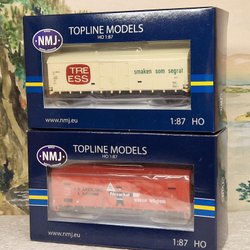 NMJ
TOPLINE MODELS
HO 1:87
TRE
ESS
smaken som segrat
www.nmj.eu
1:87 HO
NMJ
TOPLINE MODELS
HO 1:87
www.nmj.eu
1:87 HO